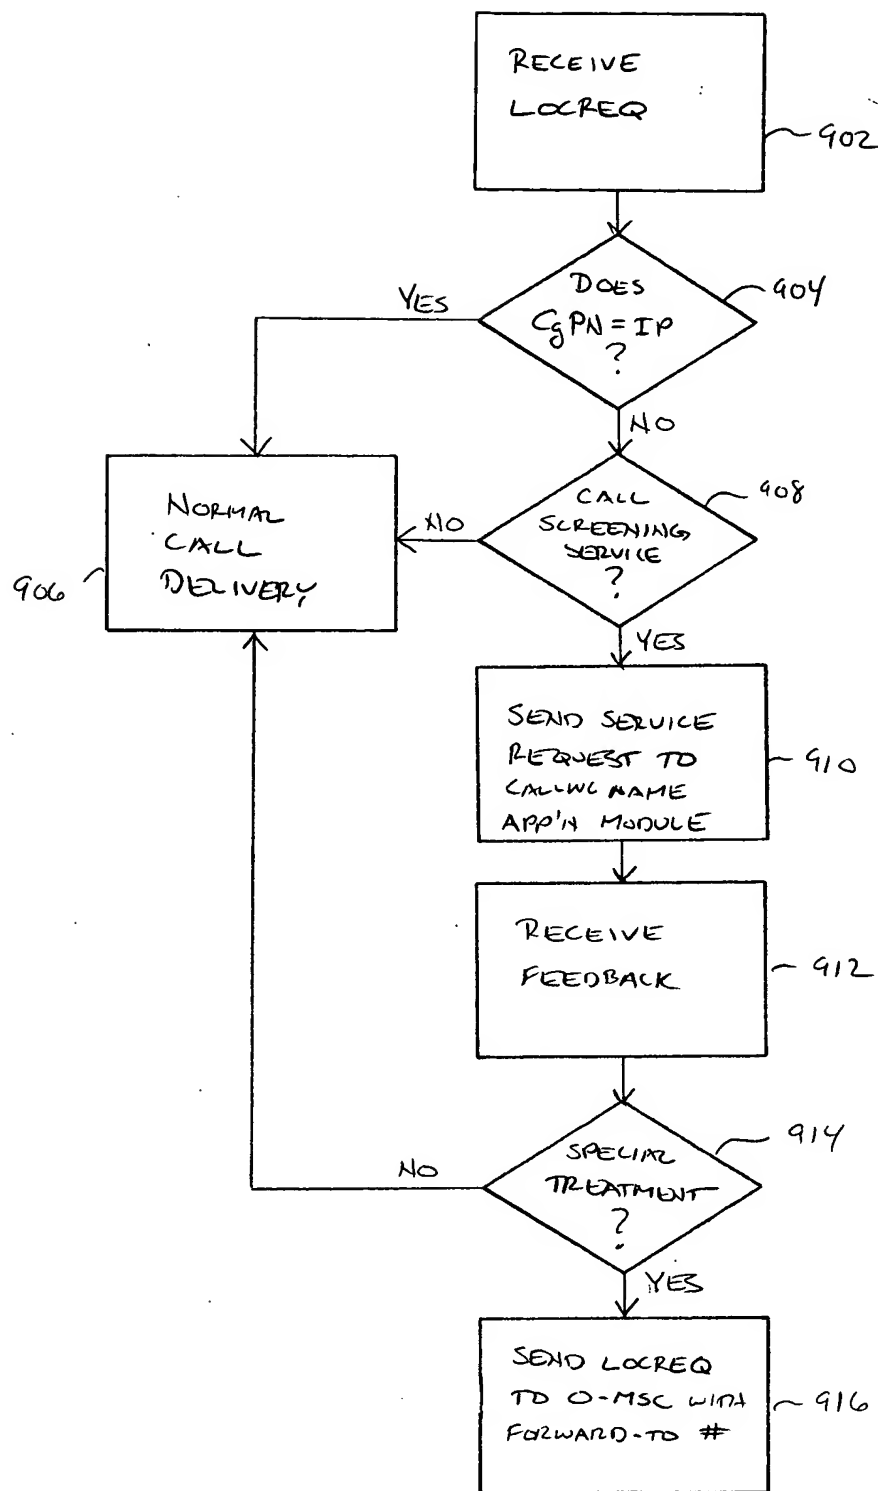 RECEIVE
LOCREQ
902
DOES
CgPN = IP
?
904
YES
NO
NORMAL
CALL
DELIVERY
906
CALL
SCREENING
SERVICE
?
908
NO
YES
SEND SERVICE
REQUEST TO
CALLING NAME
APP'N MODULE
910
RECEIVE
FEEDBACK
912
SPECIAL
TREATMENT
?
914
NO
YES
SEND LOCREQ
TO O-MSC WITH
FORWARD-TO #
916